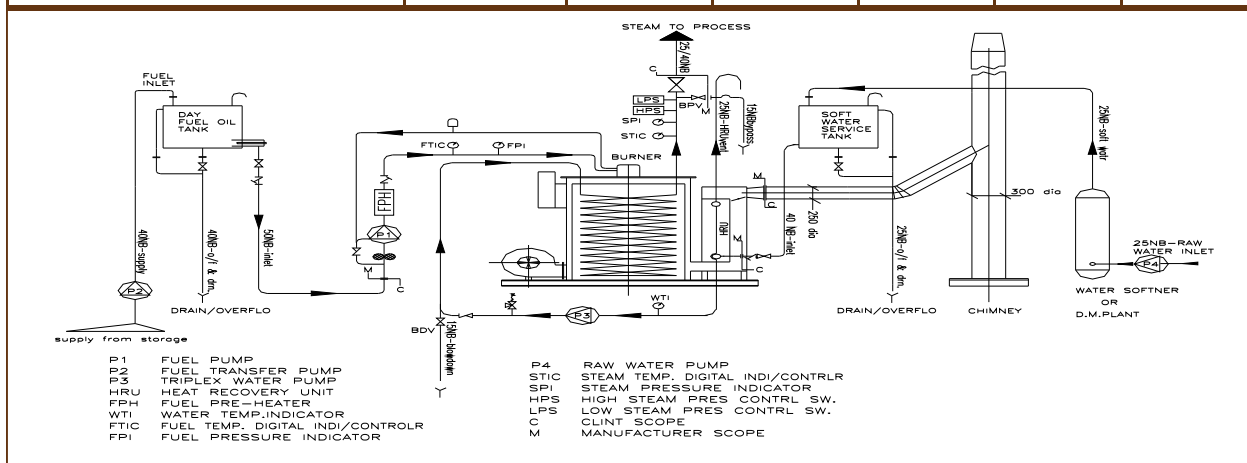 STEAM TO PROCESS
25/40NB
C
M
FUEL
INLET
DAY
FUEL OIL
TANK
LPS
HPS
SPI
STIC
BPV
25NB-HRUvent
15NBbypass
SOFT
WATER
SERVICE
TANK
25NB-soft watr
FTIC
FPI
BURNER
FPH
P1
M
C
HRU
M
C
M
C
250 dia
40 NB-inlet
300 dia
25NB-RAW
WATER INLET
P4
40NB-supply
40NB-o/f & drn.
50NB-inlet
25NB-o/f & drn.
P2
DRAIN/OVERFLO
supply from storage
BDV
15NB-blowdown
P3
WTI
DRAIN/OVERFLO
CHIMNEY
WATER SOFTNER
OR
D.M.PLANT
P1 FUEL PUMP
P2 FUEL TRANSFER PUMP
P3 TRIPLEX WATER PUMP
HRU HEAT RECOVERY UNIT
FPH FUEL PRE-HEATER
WTI WATER TEMP.INDICATOR
FTIC FUEL TEMP. DIGITAL INDI/CONTROLR
FPI FUEL PRESSURE INDICATOR
P4 RAW WATER PUMP
STIC STEAM TEMP. DIGITAL INDI/CONTRLR
SPI STEAM PRESSURE INDICATOR
HPS HIGH STEAM PRES CONTRL SW.
LPS LOW STEAM PRES CONTRL SW.
C CLINT SCOPE
M MANUFACTURER SCOPE